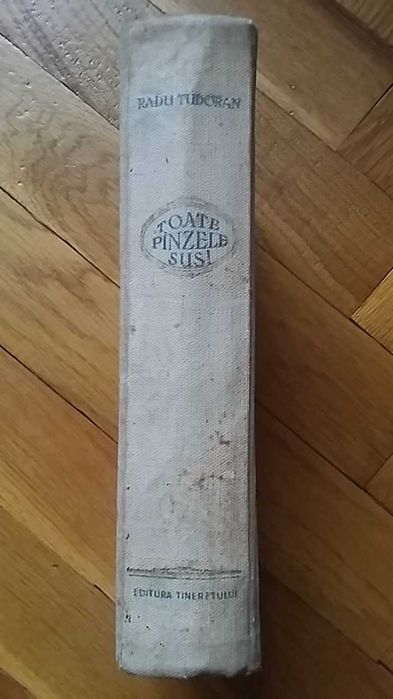 RADU TUDORAN
TOATE
PÎNZELE
SUS!
EDITURA TINERETULUI